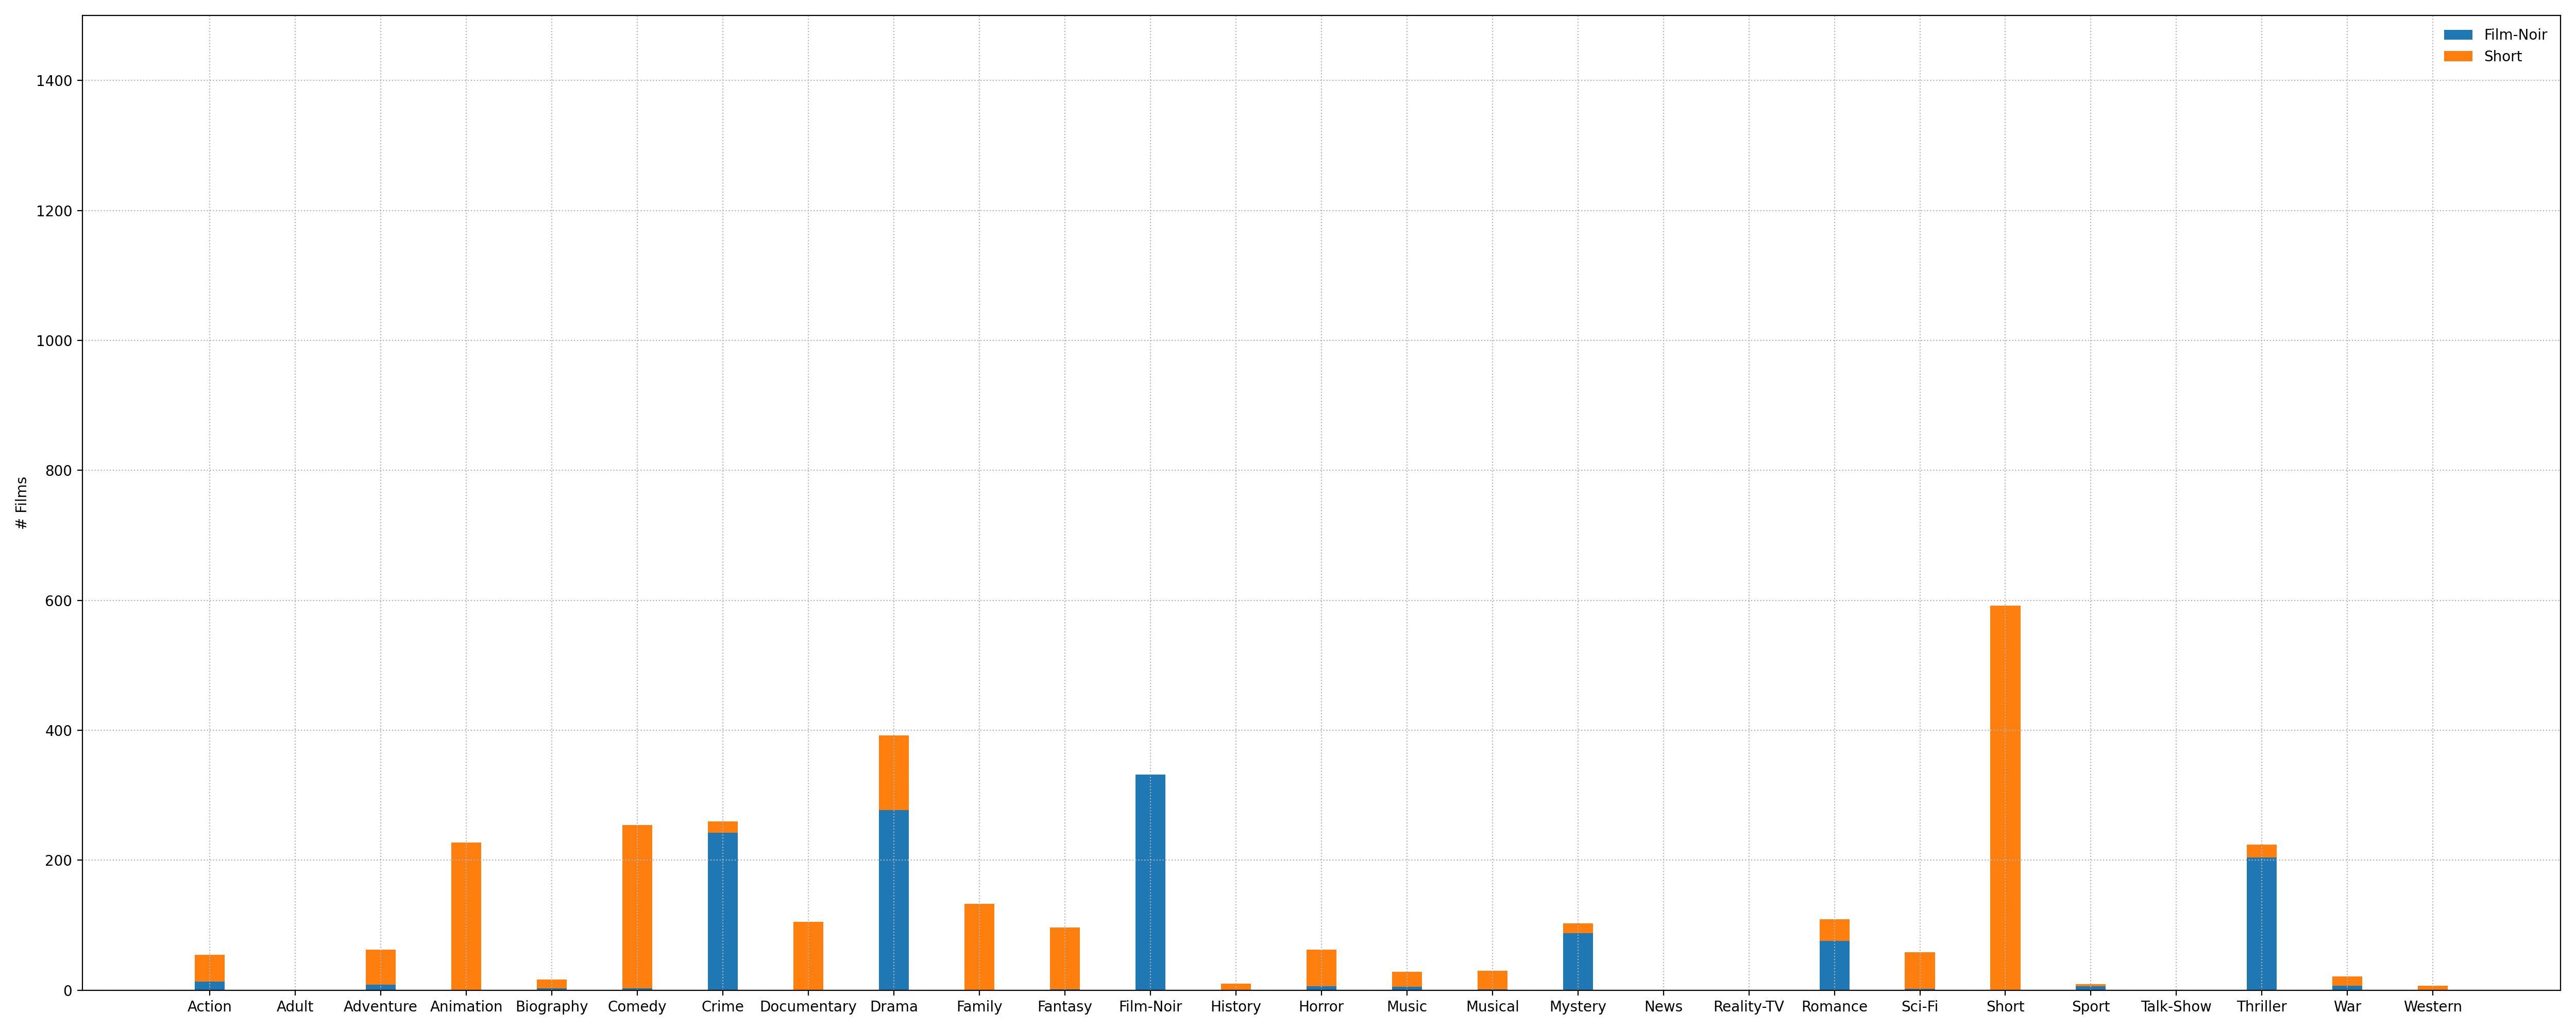 Film-Noir
Short
1400
1200
1000
800
600
400
200
0
# Films
Action Adult Adventure Animation Biography Comedy Crime Documentary Drama Family Fantasy Film-Noir History Horror Music Musical Mystery News Reality-TV Romance Sci-Fi Short Sport Talk-Show Thriller War Western